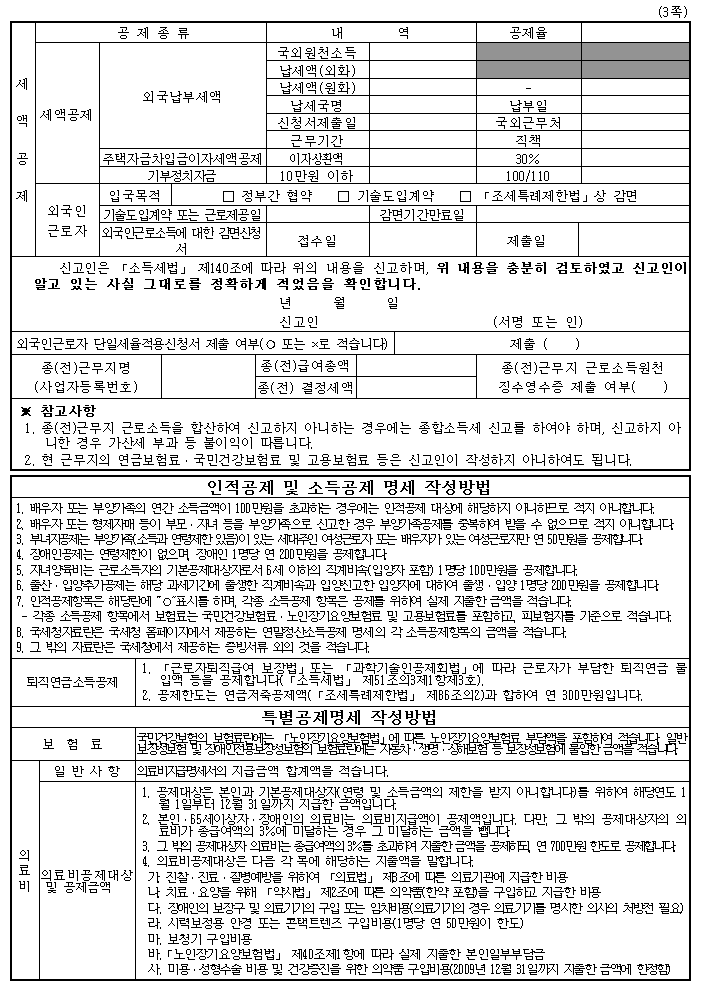 (3쪽)
공 제 종 류 내 역 공제율
세 액 공 제
세액공제
외국납부세액
국외원천소득
납세액(외화)
납세액(원화) -
납세국명 납부일
신청서제출일 국외근무처
근무기간 직책
주택자금차입금이자세액공제 이자상환액 30%
기부정치자금 10만원 이하 100/110
외국인 근로자
입국목적 □ 정부간 협약 □ 기술도입계약 □ 「조세특례제한법」상 감면
기술도입계약 또는 근로제공일 감면기간만료일
외국인근로소득에 대한 감면신청서 접수일 제출일
신고인은 「소득세법」 제140조에 따라 위의 내용을 신고하며, 위 내용을 충분히 검토하였고 신고인이
알고 있는 사실 그대로를 정확하게 적었음을 확인합니다.
년 월 일
신고인 (서명 또는 인)
외국인근로자 단일세율적용신청서 제출 여부(○ 또는 ×로 적습니다) 제출 ( )
종(전)근무지명 종(전)급여총액 종(전)근무지 근로소득원천
(사업자등록번호) 종(전) 결정세액 징수영수증 제출 여부( )
※ 참고사항
1. 종(전)근무지 근로소득을 합산하여 신고하지 아니하는 경우에는 종합소득세 신고를 하여야 하며, 신고하지 아
니한 경우 가산세 부과 등 불이익이 따릅니다.
2. 현 근무지의 연금보험료·국민건강보험료 및 고용보험료 등은 신고인이 작성하지 아니하여도 됩니다.
인적공제 및 소득공제 명세 작성방법
1. 배우자 또는 부양가족의 연간 소득금액이 100만원을 초과하는 경우에는 인적공제 대상에 해당하지 아니하므로 적지 아니합니다.
2. 배우자 또는 형제자매 등이 부모·자녀 등을 부양가족으로 신고한 경우 부양가족공제를 중복하여 받을 수 없으므로 적지 아니합니다.
3. 부녀자공제는 부양가족(소득과 연령제한 있음)이 있는 세대주인 여성근로자 또는 배우자가 있는 여성근로자만 연 50만원을 공제합니다.
4. 장애인공제는 연령제한이 없으며, 장애인 1명당 연 200만원을 공제합니다.
5. 자녀양육비는 근로소득자의 기본공제대상자로서 6세 이하의 직계비속(입양자 포함) 1명당 100만원을 공제합니다.
6. 출산·입양추가공제는 해당 과세기간에 출생한 직계비속과 입양신고한 입양자에 대하여 출생·입양 1명당 200만원을 공제합니다.
7. 인적공제항목은 해당란에 "○"표시를 하며, 각종 소득공제 항목은 공제를 위하여 실제 지출한 금액을 적습니다.
- 각종 소득공제 항목에서 보험료는 국민건강보험료·노인장기요양보험료 및 고용보험료를 포함하고, 피보험자를 기준으로 적습니다.
8. 국세청자료란은 국세청 홈페이지에서 제공하는 연말정산소득공제 명세의 각 소득공제항목의 금액을 적습니다.
9. 그 밖의 자료란은 국세청에서 제공하는 증빙서류 외의 것을 적습니다.
퇴직연금소득공제
1. 「근로자퇴직급여 보장법」 또는 「과학기술인공제회법」에 따라 근로자가 부담한 퇴직연금 불
입액 등을 공제합니다(「소득세법」 제51조의3제1항제3호).
2. 공제한도는 연금저축공제액(「조세특례제한법」 제86조의2)과 합하여 연 300만원입니다.
특별공제명세 작성방법
보 험 료
국민건강보험의 보험료란에는 「노인장기요양보험법」에 따른 노인장기요양보험료 부담액을 포함하여 적습니다. 일반
보장성보험 및 장애인전용보장성보험의 보험료란에는 자동차·생명·상해보험 등 보장성보험에 불입한 금액을 적습니다.
의료비
일 반 사 항 의료비지급명세서의 지급금액 합계액을 적습니다.
의료비공제대상 및 공제금액
1. 공제대상은 본인과 기본공제대상자(연령 및 소득금액의 제한을 받지 아니합니다)를 위하여 해당연도 1
월 1일부터 12월 31일까지 지급한 금액입니다.
2. 본인·65세이상자·장애인의 의료비는 의료비지급액이 공제액입니다. 다만, 그 밖의 공제대상자의 의
료비가 총급여액의 3%에 미달하는 경우 그 미달하는 금액을 뺍니다.
3. 그 밖의 공제대상자 의료비는 총급여액의 3%를 초과하여 지출한 금액을 공제하되, 연 700만원 한도로 공제합니다.
4. 의료비공제대상은 다음 각 목에 해당하는 지출액을 말합니다.
가. 진찰·진료·질병예방을 위하여 「의료법」 제3조에 따른 의료기관에 지급한 비용
나. 치료·요양을 위해 「약사법」 제2조에 따른 의약품(한약 포함)을 구입하고 지급한 비용
다. 장애인의 보장구 및 의료기기의 구입 또는 임차비용(의료기기의 경우 의료기기를 명시한 의사의 처방전 필요)
라. 시력보정용 안경 또는 콘택트렌즈 구입비용(1명당 연 50만원이 한도)
마. 보청기 구입비용
바. 「노인장기요양보험법」 제40조제1항에 따라 실제 지출한 본인일부부담금
사. 미용·성형수술 비용 및 건강증진을 위한 의약품 구입비용(2009년 12월 31일까지 지출한 금액에 한정함)